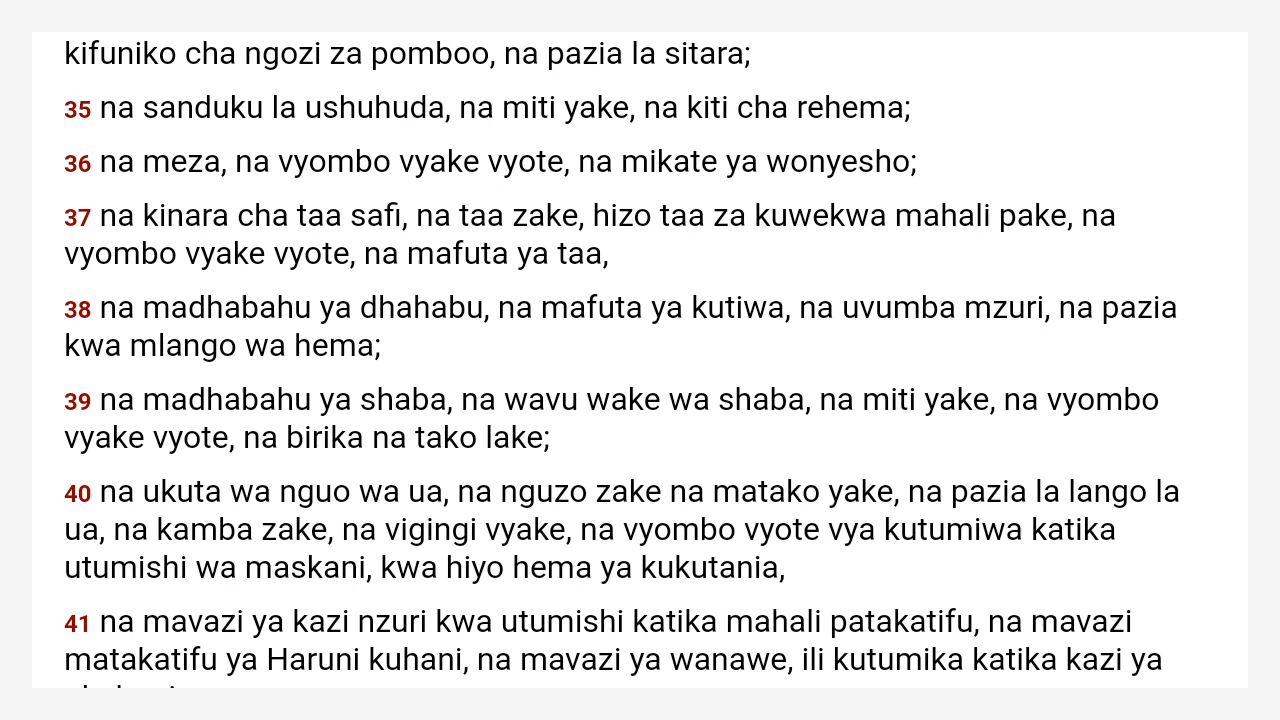 kifuniko cha ngozi za pomboo, na pazia la sitara;
35 na sanduku la ushuhuda, na miti yake, na kiti cha rehema;
36 na meza, na vyombo vyake vyote, na mikate ya wonyesho;
37 na kinara cha taa safi, na taa zake, hizo taa za kuwekwa mahali pake, na
vyombo vyake vyote, na mafuta ya taa,
38 na madhabahu ya dhahabu, na mafuta ya kutiwa, na uvumba mzuri, na pazia
kwa mlango wa hema;
39 na madhabahu ya shaba, na wavu wake wa shaba, na miti yake, na vyombo
vyake vyote, na birika na tako lake;
40 na ukuta wa nguo wa ua, na nguzo zake na matako yake, na pazia la lango la
ua, na kamba zake, na vigingi vyake, na vyombo vyote vya kutumiwa katika
utumishi wa maskani, kwa hiyo hema ya kukutania,
41 na mavazi ya kazi nzuri kwa utumishi katika mahali patakatifu, na mavazi
matakatifu ya Haruni kuhani, na mavazi ya wanawe, ili kutumika katika kazi ya